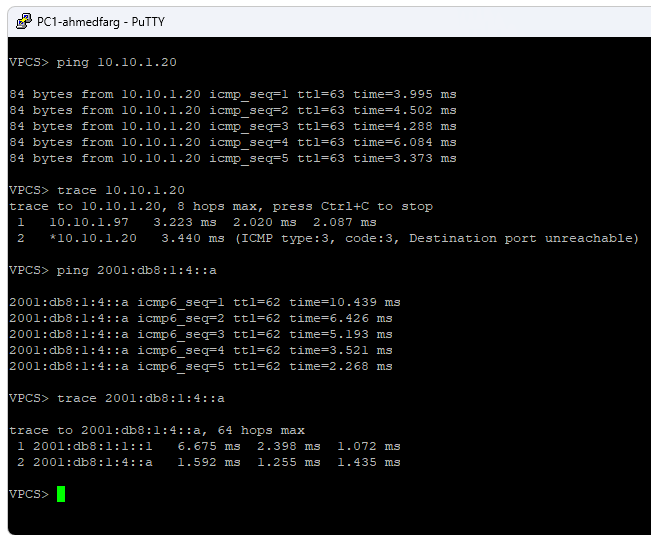 PC1-ahmedfarg - PuTTY
VPCS> ping 10.10.1.20
84 bytes from 10.10.1.20 icmp_seq=1 ttl=63 time=3.995 ms
84 bytes from 10.10.1.20 icmp_seq=2 ttl=63 time=4.502 ms
84 bytes from 10.10.1.20 icmp_seq=3 ttl=63 time=4.288 ms
84 bytes from 10.10.1.20 icmp_seq=4 ttl=63 time=6.084 ms
84 bytes from 10.10.1.20 icmp_seq=5 ttl=63 time=3.373 ms
VPCS> trace 10.10.1.20
trace to 10.10.1.20, 8 hops max, press Ctrl+C to stop
 1   10.10.1.97   3.223 ms  2.020 ms  2.087 ms
 2   *10.10.1.20   3.440 ms (ICMP type:3, code:3, Destination port unreachable)
VPCS> ping 2001:db8:1:4::a
2001:db8:1:4::a icmp6_seq=1 ttl=62 time=10.439 ms
2001:db8:1:4::a icmp6_seq=2 ttl=62 time=6.426 ms
2001:db8:1:4::a icmp6_seq=3 ttl=62 time=5.193 ms
2001:db8:1:4::a icmp6_seq=4 ttl=62 time=3.521 ms
2001:db8:1:4::a icmp6_seq=5 ttl=62 time=2.268 ms
VPCS> trace 2001:db8:1:4::a
trace to 2001:db8:1:4::a, 64 hops max
 1 2001:db8:1:1::1   6.675 ms  2.398 ms  1.072 ms
 2 2001:db8:1:4::a   1.592 ms  1.255 ms  1.435 ms
VPCS>